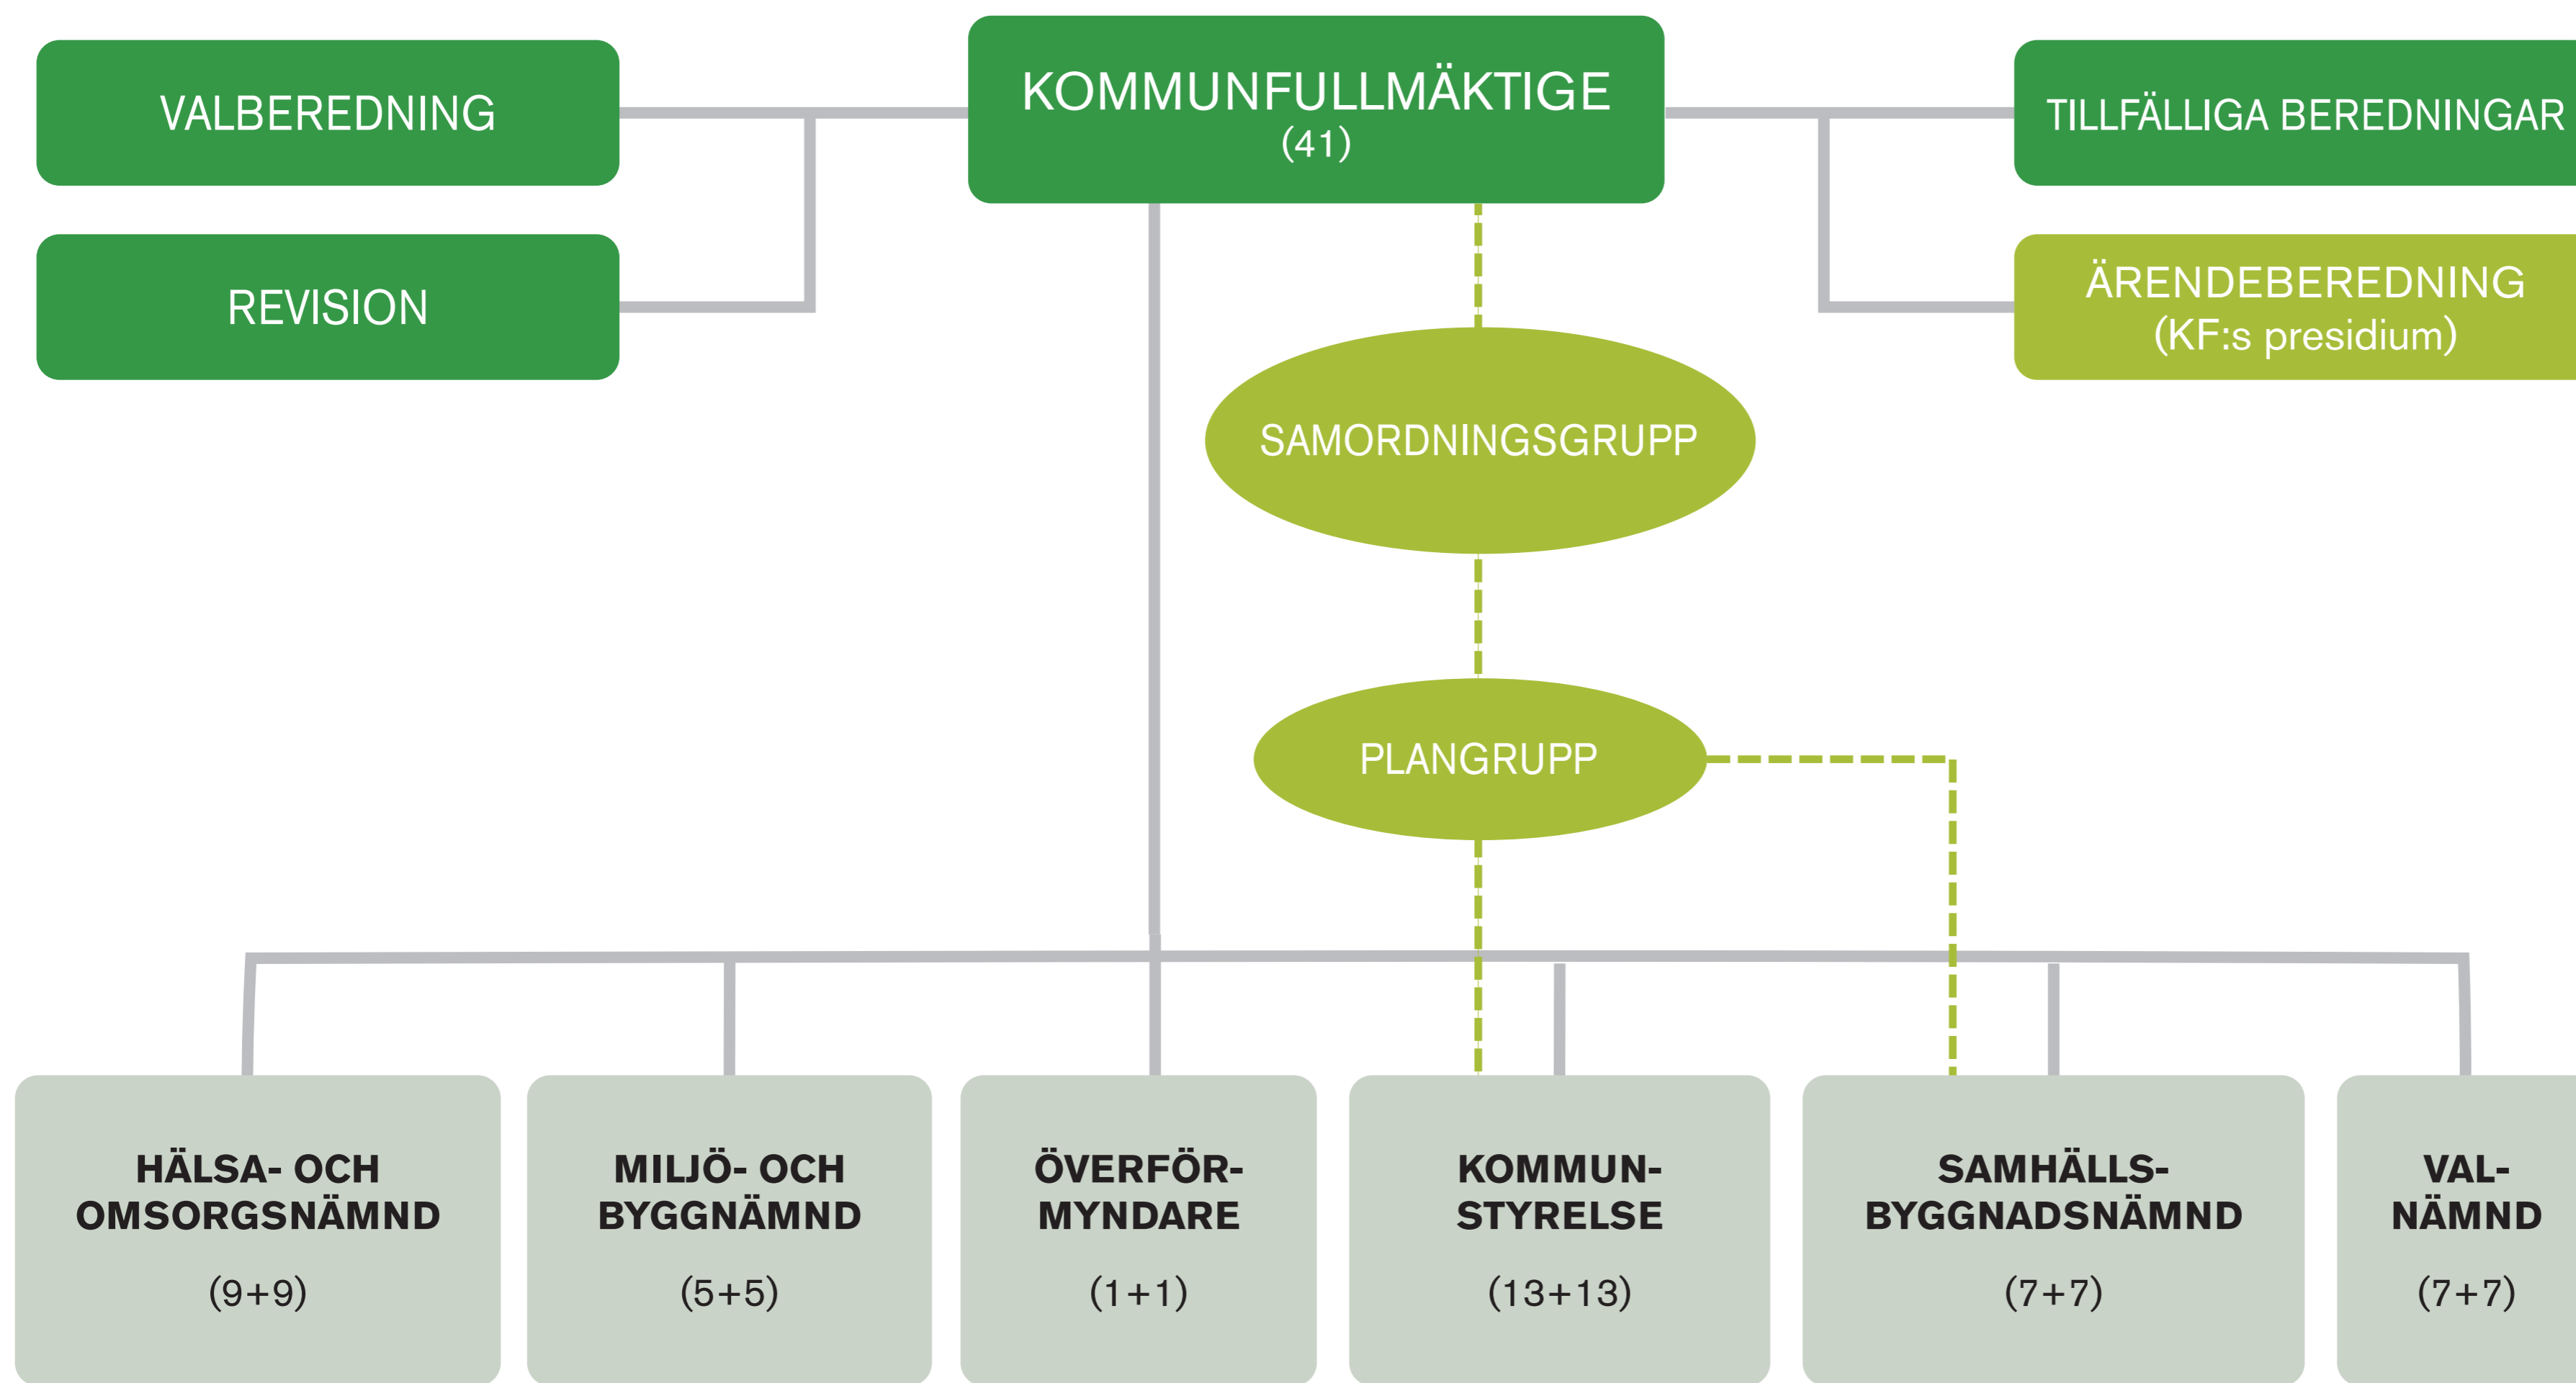 VALBEREDNING
KOMMUNFULLMÄKTIGE
(41)
TILLFÄLLIGA BEREDNINGAR
REVISION
ÄRENDEBEREDNING
(KF:s presidium)
SAMORDNINGSGRUPP
PLANGRUPP
HÄLSA- OCH
OMSORGSNÄMND
(9+9)
MILJÖ- OCH
BYGGNÄMND
(5+5)
ÖVERFÖR-
MYNDARE
(1+1)
KOMMUN-
STYRELSE
(13+13)
SAMHÄLLS-
BYGGNADSNÄMND
(7+7)
VAL-
NÄMND
(7+7)